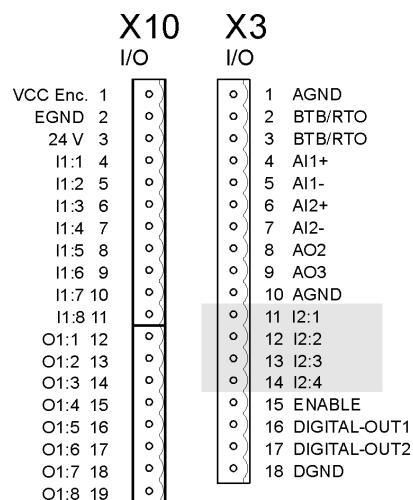 X10 X3
I/O I/O
VCC Enc. 1 1 AGND
EGND 2 2 BTB/RTO
24 V 3 3 BTB/RTO
I1:1 4 4 AI1+
I1:2 5 5 AI1-
I1:3 6 6 AI2+
I1:4 7 7 AI2-
I1:5 8 8 AO2
I1:6 9 9 AO3
I1:7 10 10 AGND
I1:8 11 11 I2:1
O1:1 12 12 I2:2
O1:2 13 13 I2:3
O1:3 14 14 I2:4
O1:4 15 15 ENABLE
O1:5 16 16 DIGITAL-OUT1
O1:6 17 17 DIGITAL-OUT2
O1:7 18 18 DGND
O1:8 19